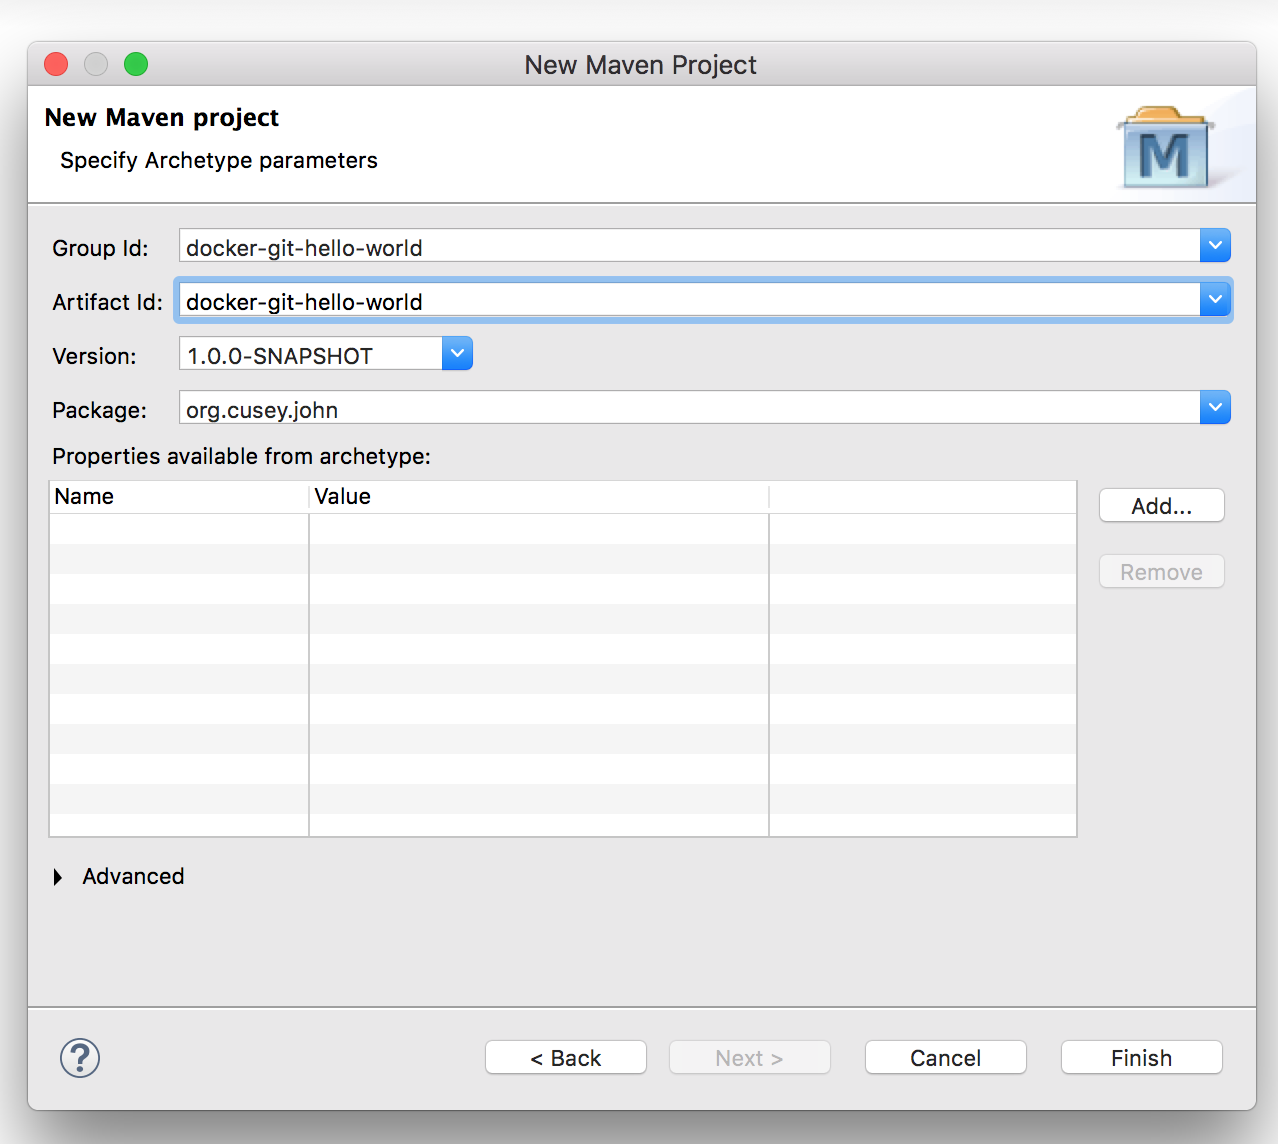 New Maven Project
New Maven project
Specify Archetype parameters
M
Group Id: docker-git-hello-world
Artifact Id: docker-git-hello-world
Version: 1.0.0-SNAPSHOT
Package: org.cusey.john
Properties available from archetype:
Name Value
Add...
Remove
Advanced
? < Back Next > Cancel Finish